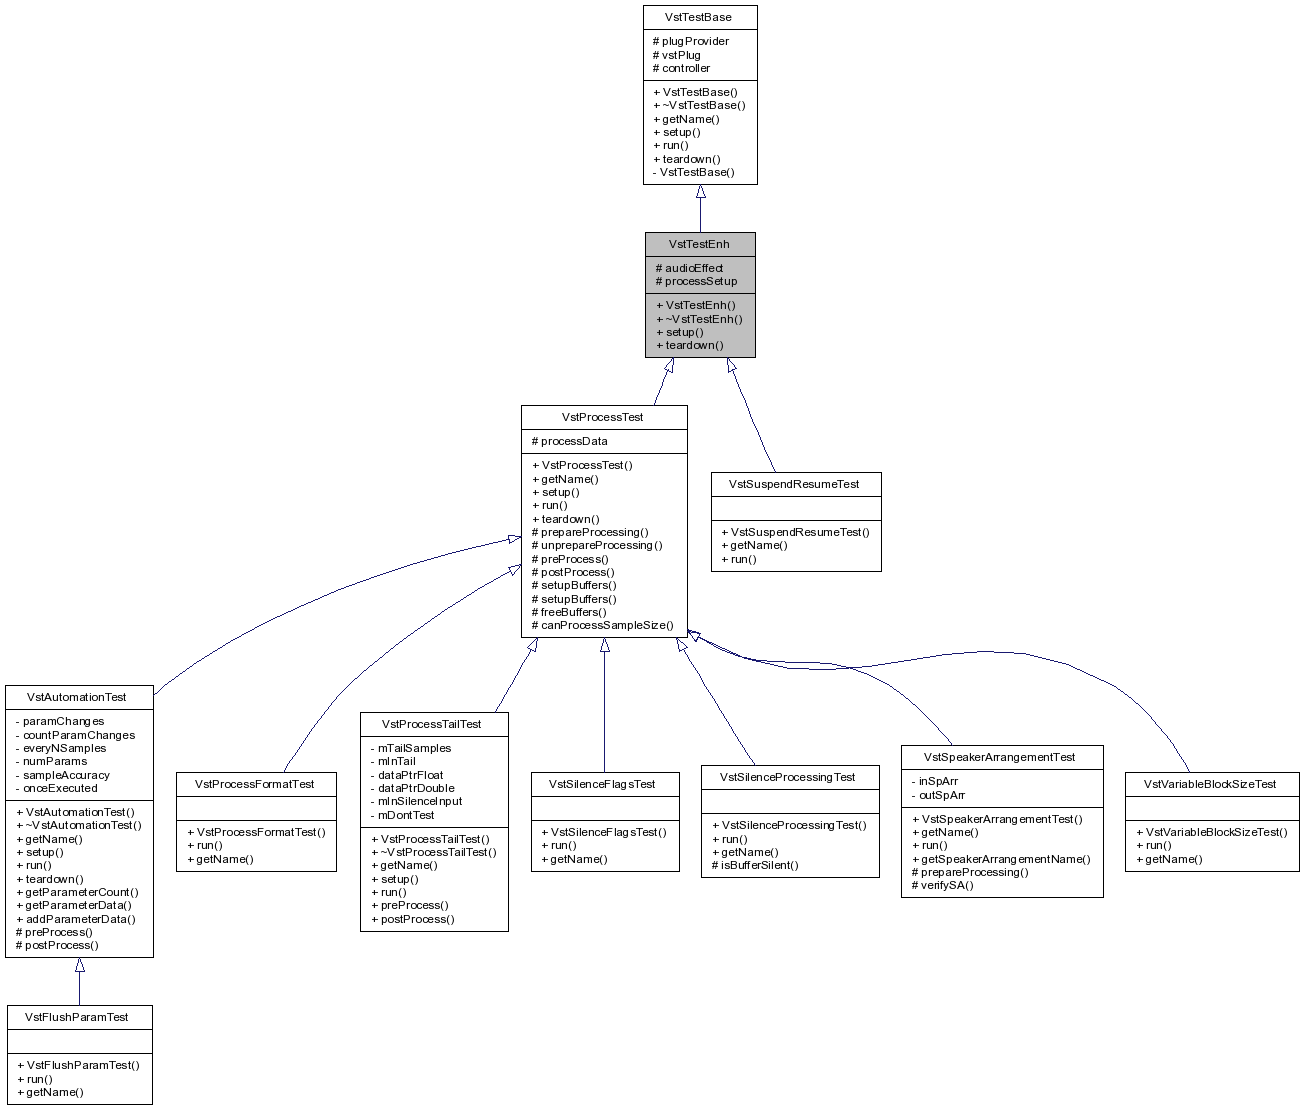 VstTestBase
# plugProvider
# vstPlug
# controller
+ VstTestBase()
+ ~VstTestBase()
+ getName()
+ setup()
+ run()
+ teardown()
- VstTestBase()
VstTestEnh
# audioEffect
# processSetup
+ VstTestEnh()
+ ~VstTestEnh()
+ setup()
+ teardown()
VstProcessTest
# processData
+ VstProcessTest()
+ getName()
+ setup()
+ run()
+ teardown()
# prepareProcessing()
# unprepareProcessing()
# preProcess()
# postProcess()
# setupBuffers()
# setupBuffers()
# freeBuffers()
# canProcessSampleSize()
VstSuspendResumeTest
+ VstSuspendResumeTest()
+ getName()
+ run()
VstAutomationTest
- paramChanges
- countParamChanges
- everyNSamples
- numParams
- sampleAccuracy
- onceExecuted
+ VstAutomationTest()
+ ~VstAutomationTest()
+ getName()
+ setup()
+ run()
+ teardown()
+ getParameterCount()
+ getParameterData()
+ addParameterData()
# preProcess()
# postProcess()
VstProcessFormatTest
+ VstProcessFormatTest()
+ run()
+ getName()
VstProcessTailTest
- mTailSamples
- mInTail
- dataPtrFloat
- dataPtrDouble
- mInSilenceInput
- mDontTest
+ VstProcessTailTest()
+ ~VstProcessTailTest()
+ getName()
+ setup()
+ run()
+ preProcess()
+ postProcess()
VstSilenceFlagsTest
+ VstSilenceFlagsTest()
+ run()
+ getName()
VstSilenceProcessingTest
+ VstSilenceProcessingTest()
+ run()
+ getName()
# isBufferSilent()
VstSpeakerArrangementTest
- inSpArr
- outSpArr
+ VstSpeakerArrangementTest()
+ getName()
+ run()
+ getSpeakerArrangementName()
# prepareProcessing()
# verifySA()
VstVariableBlockSizeTest
+ VstVariableBlockSizeTest()
+ run()
+ getName()
VstFlushParamTest
+ VstFlushParamTest()
+ run()
+ getName()